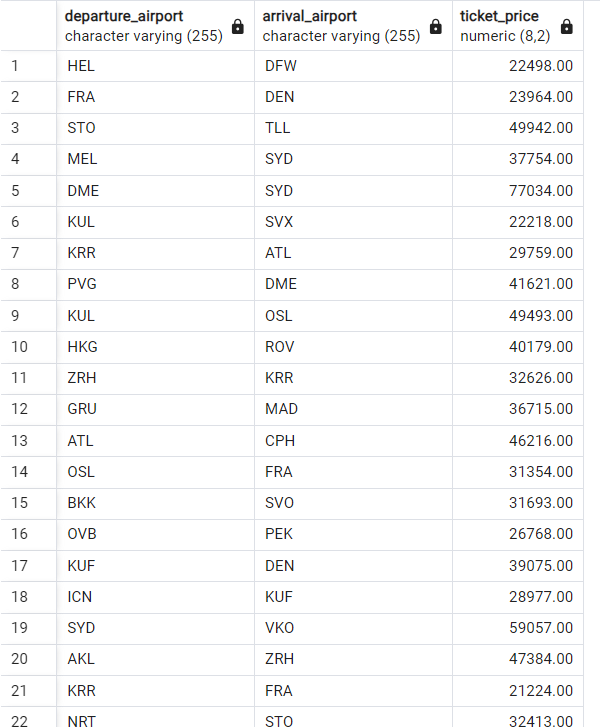 departure_airport arrival_airport ticket_price
character varying (255) character varying (255) numeric (8,2)
1 HEL DFW 22498.00
2 FRA DEN 23964.00
3 STO TLL 49942.00
4 MEL SYD 37754.00
5 DME SYD 77034.00
6 KUL SVX 22218.00
7 KRR ATL 29759.00
8 PVG DME 41621.00
9 KUL OSL 49493.00
10 HKG ROV 40179.00
11 ZRH KRR 32626.00
12 GRU MAD 36715.00
13 ATL CPH 46216.00
14 OSL FRA 31354.00
15 BKK SVO 31693.00
16 OVB PEK 26768.00
17 KUF DEN 39075.00
18 ICN KUF 28977.00
19 SYD VKO 59057.00
20 AKL ZRH 47384.00
21 KRR FRA 21224.00
22 NRT STO 32413.00